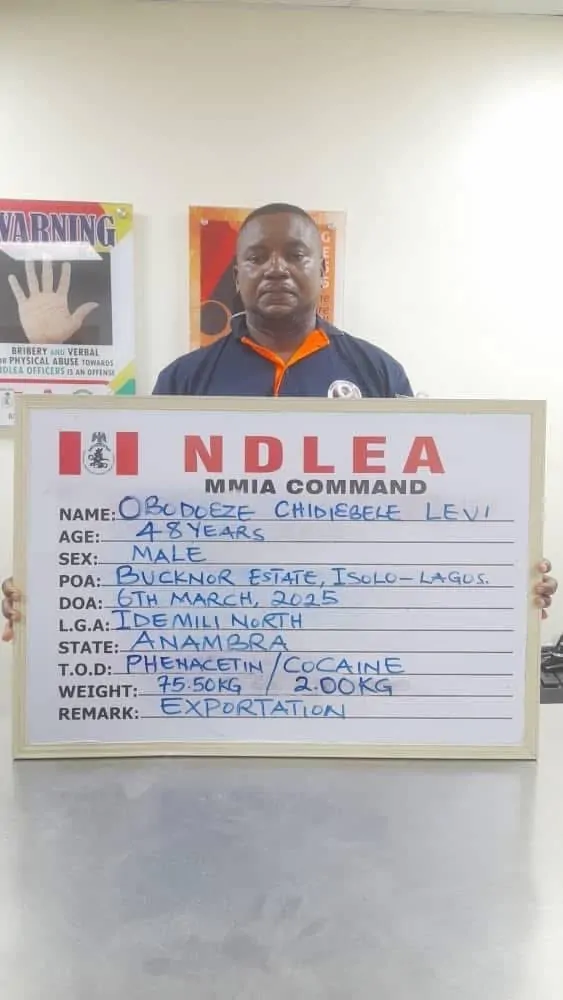 WARNING
BRIBERY AND VERBAL
OR PHYSICAL ABUSE TOWARDS
NDLEA OFFICERS IS AN OFFENSE
NDLEA
MMIA COMMAND
NAME: OBODOEZE CHIDIEBELE LEVI
AGE: 48 YEARS
SEX: MALE
POA: BUCKNOR ESTATE, ISOLO-LAGOS.
DOA: 6TH MARCH, 2025
L.G.A: IDEMILI NORTH
STATE: ANAMBRA
T.O.D: PHENACETIN/COCAINE
WEIGHT: 75.50KG / 2.00KG
REMARK: EXPORTATION